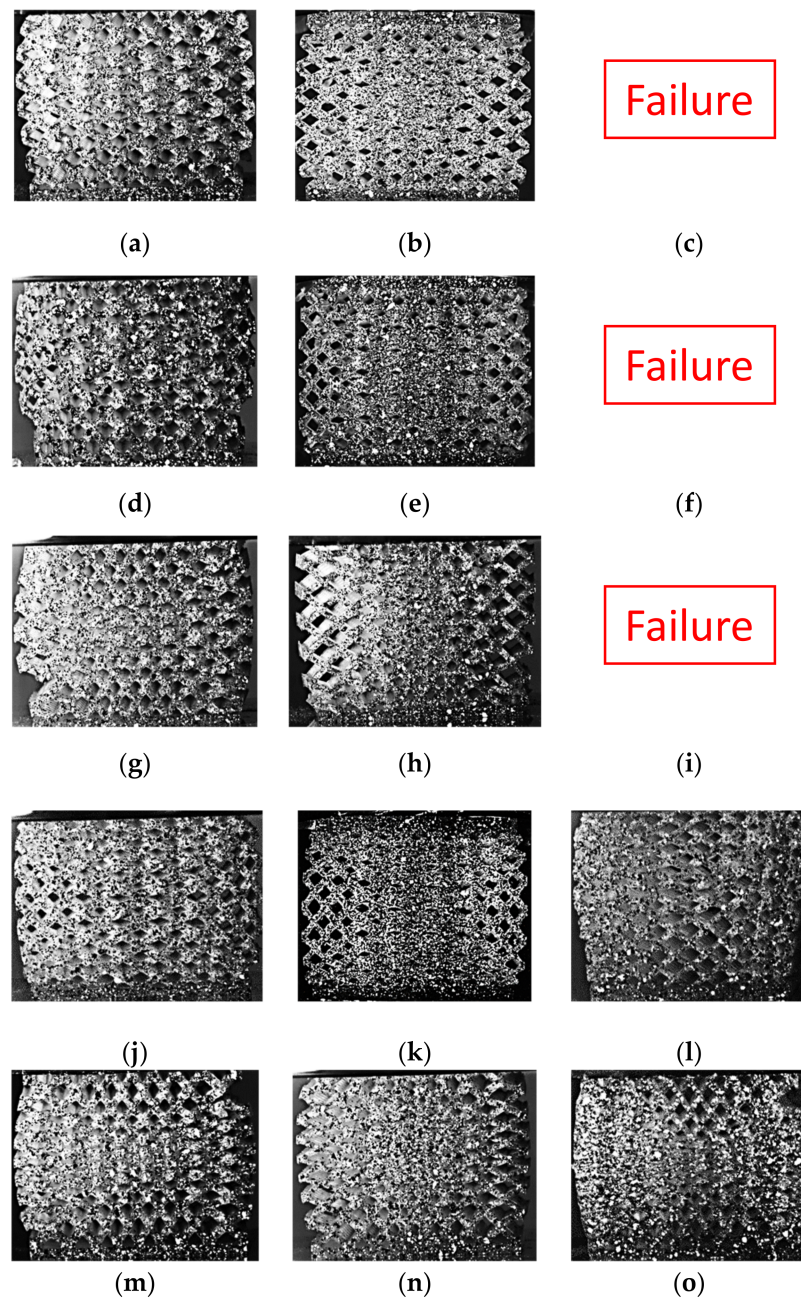 Failure
(a) (b) (c)
Failure
(d) (e) (f)
Failure
(g) (h) (i)
(j) (k) (l)
(m) (n) (o)